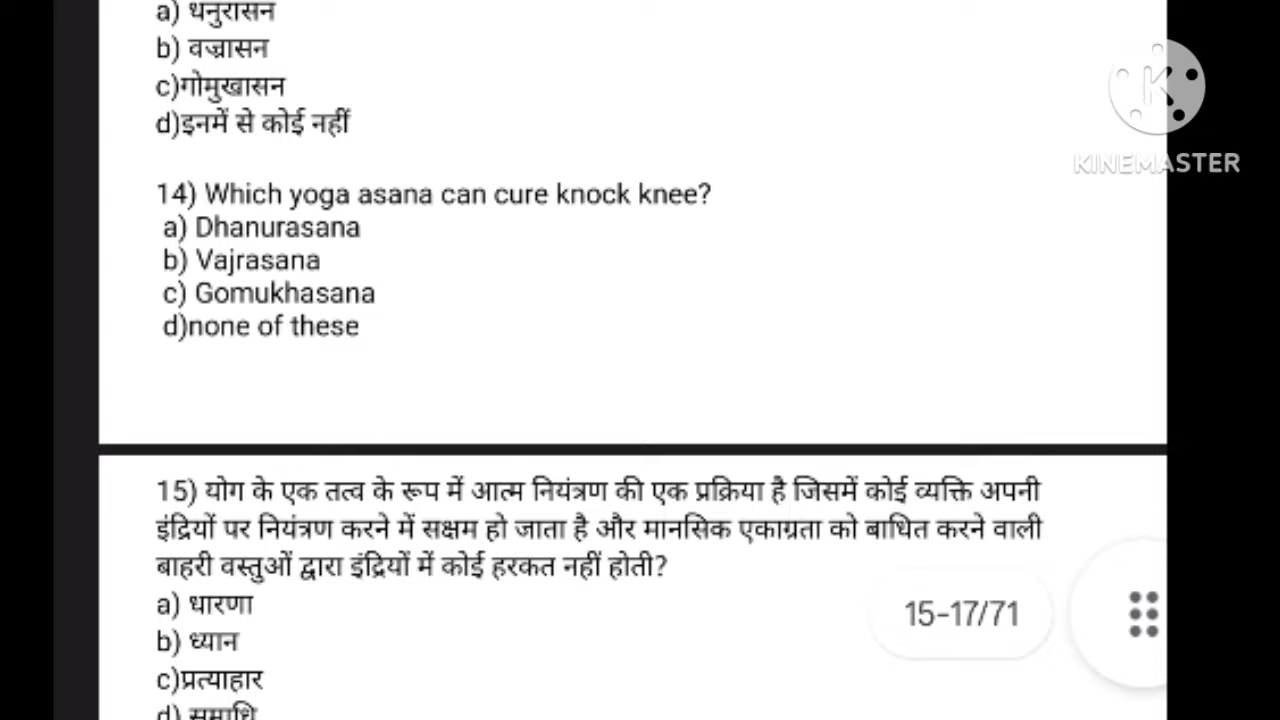 a) धनुरासन
b) वज्रासन
c)गोमुखासन
d)इनमें से कोई नहीं
KINEMASTER
14) Which yoga asana can cure knock knee?
a) Dhanurasana
b) Vajrasana
c) Gomukhasana
d)none of these
15) योग के एक तत्व के रूप में आत्म नियंत्रण की एक प्रक्रिया है जिसमें कोई व्यक्ति अपनी
इंद्रियों पर नियंत्रण करने में सक्षम हो जाता है और मानसिक एकाग्रता को बाधित करने वाली
बाहरी वस्तुओं द्वारा इंद्रियों में कोई हरकत नहीं होती?
a) धारणा
b) ध्यान
15-17/71
c)प्रत्याहार
d) समाधि